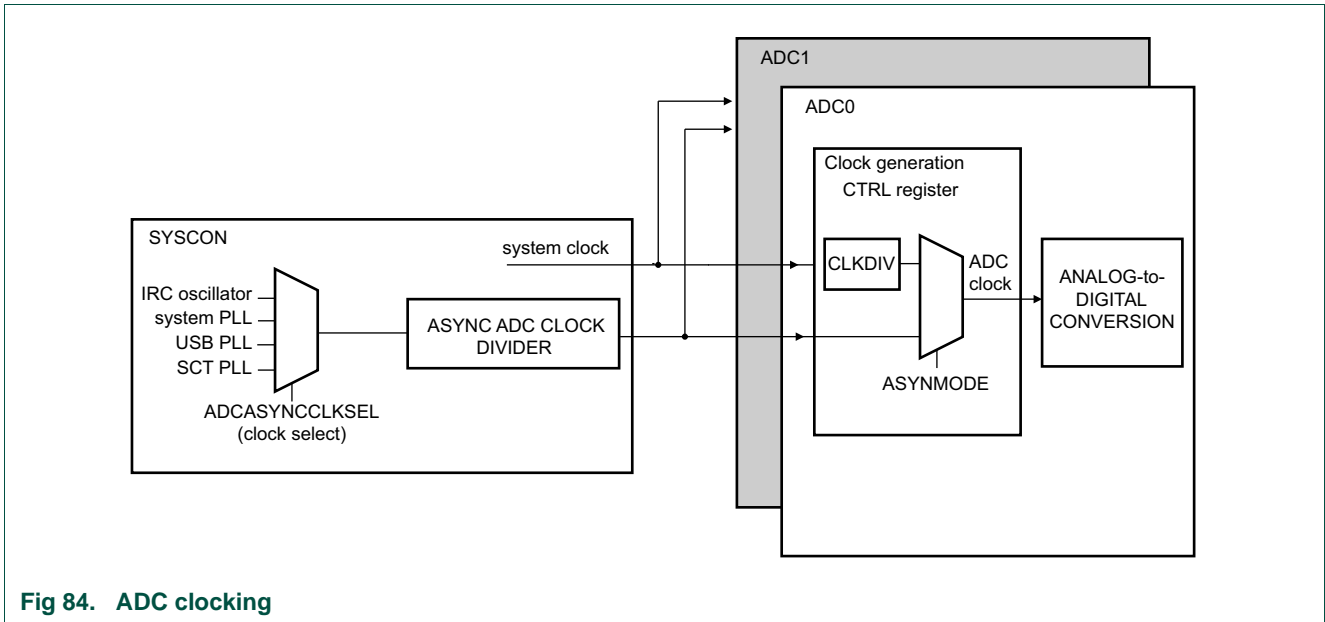 ADC1
ADC0
Clock generation
CTRL register
SYSCON
system clock
CLKDIV
ADC
clock
ANALOG-to-
DIGITAL
CONVERSION
IRC oscillator
system PLL
USB PLL
SCT PLL
ASYNC ADC CLOCK
DIVIDER
ASYNMODE
ADCASYNCCLKSEL
(clock select)
Fig 84. ADC clocking